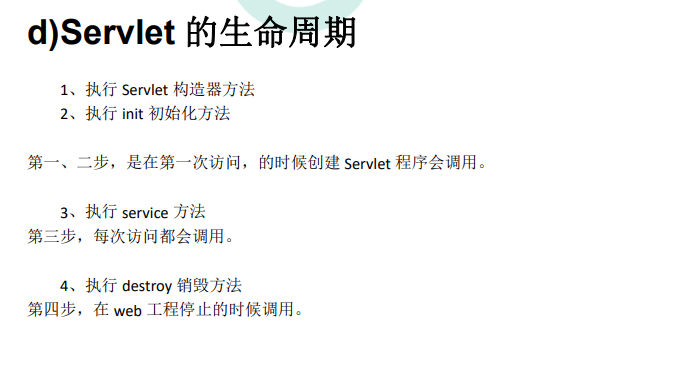 d)Servlet 的生命周期
1、执行 Servlet 构造器方法
2、执行 init 初始化方法
第一、二步，是在第一次访问，的时候创建 Servlet 程序会调用。
3、执行 service 方法
第三步，每次访问都会调用。
4、执行 destroy 销毁方法
第四步，在 web 工程停止的时候调用。